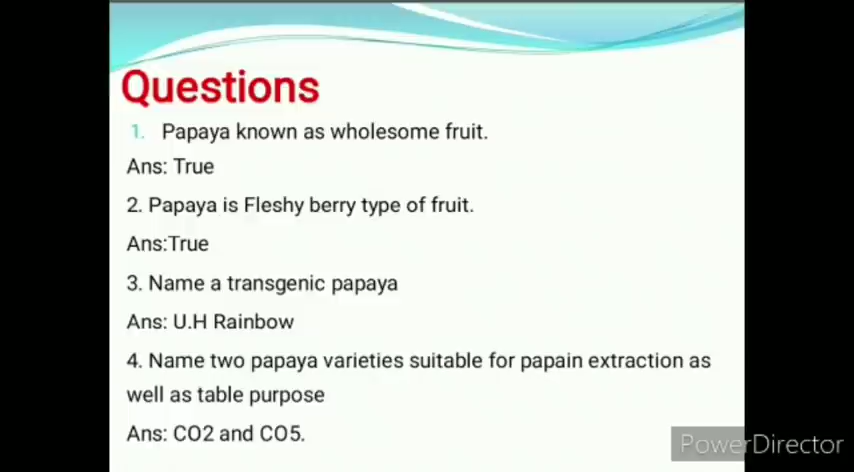 Questions
1. Papaya known as wholesome fruit.
Ans: True
2. Papaya is Fleshy berry type of fruit.
Ans:True
3. Name a transgenic papaya
Ans: U.H Rainbow
4. Name two papaya varieties suitable for papain extraction as
well as table purpose
Ans: CO2 and CO5.
PowerDirector